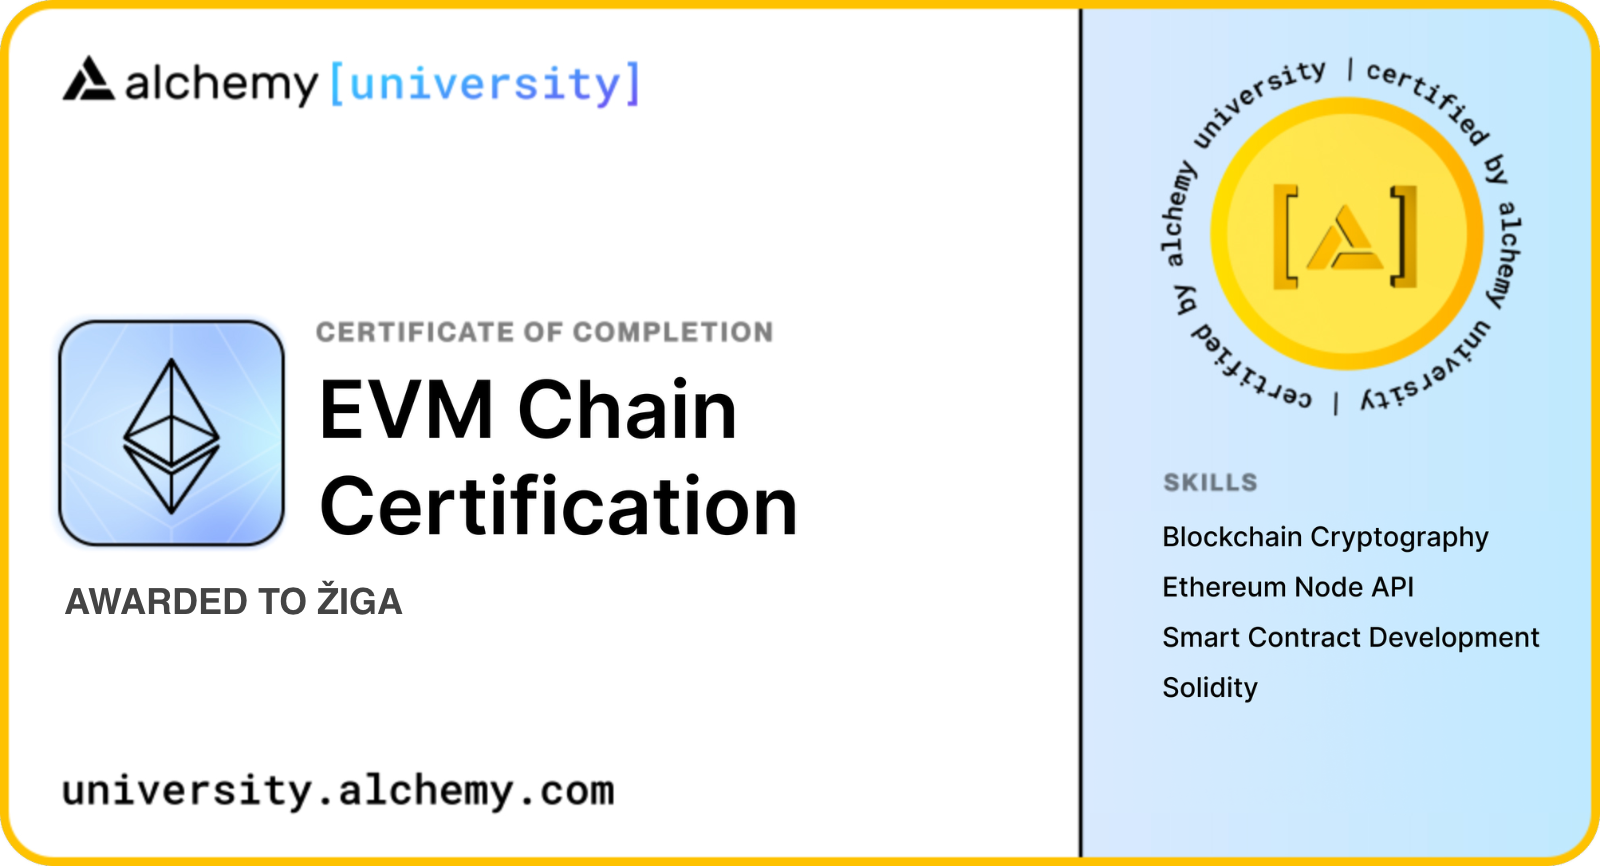 alchemy [university]
CERTIFICATE OF COMPLETION
EVM Chain
Certification
AWARDED TO ŽIGA
university.alchemy.com
certified by alchemy university | certified by alchemy university |
[A]
SKILLS
Blockchain Cryptography
Ethereum Node API
Smart Contract Development
Solidity